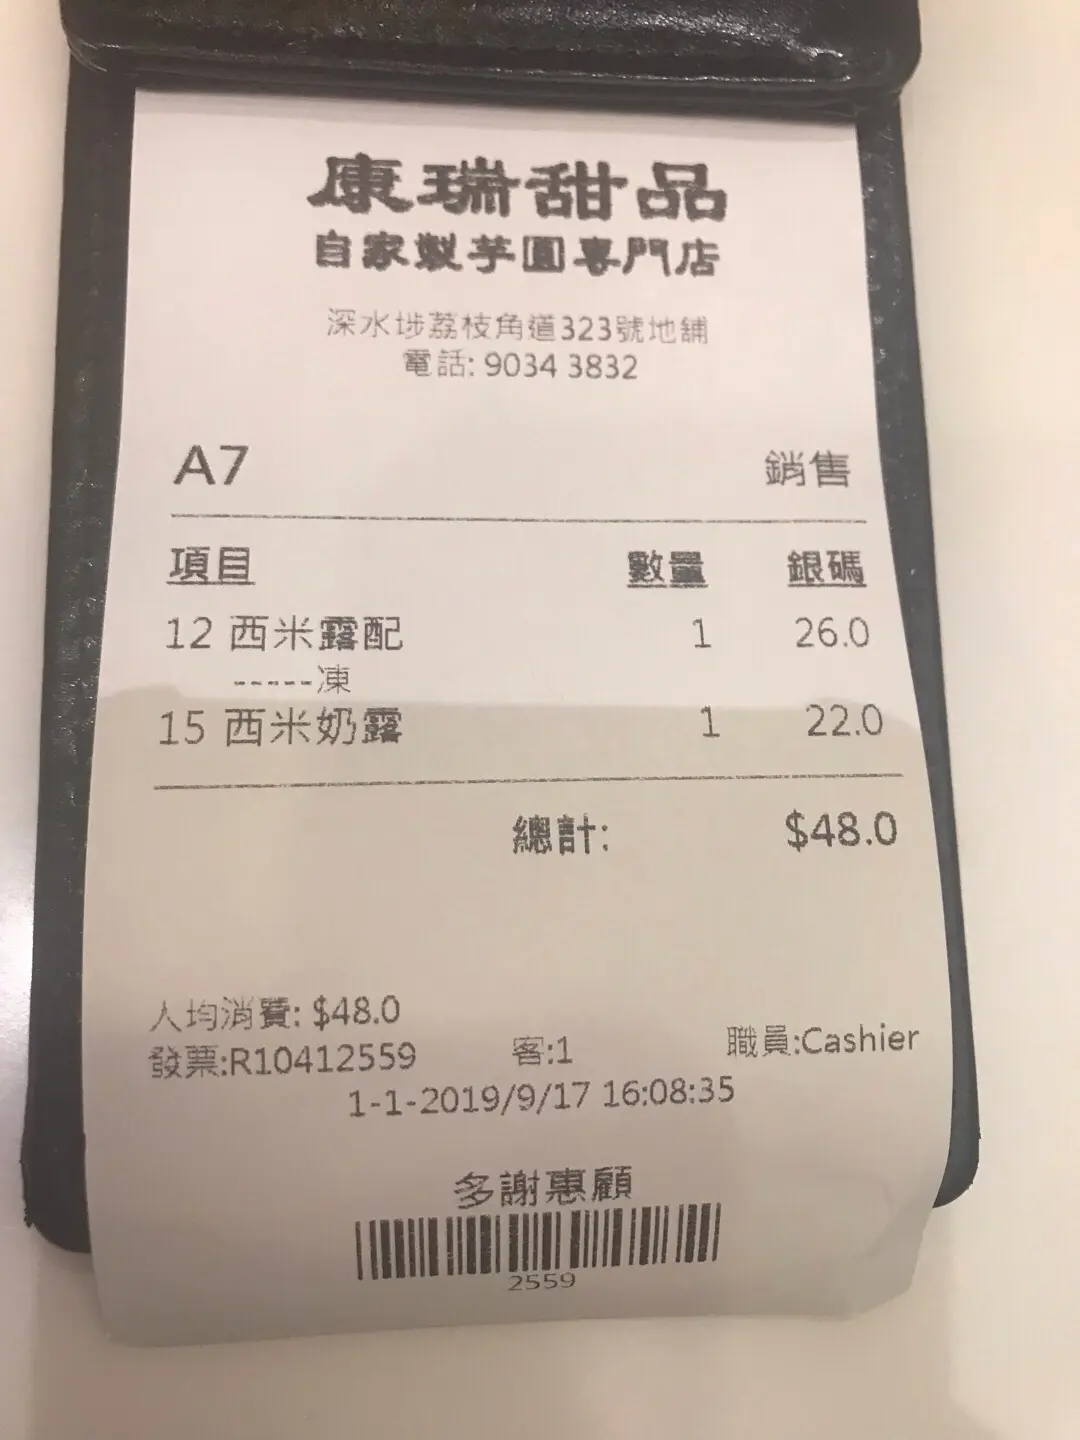 康瑞甜品
自家製芋圓專門店
深水埗荔枝角道323號地舖
電話: 9034 3832
A7 銷售
項目 數量 銀碼
12 西米露配 1 26.0
-----凍
15 西米奶露 1 22.0
總計: $48.0
人均消費: $48.0
發票:R10412559 客:1 職員:Cashier
1-1-2019/9/17 16:08:35
多謝惠顧
2559